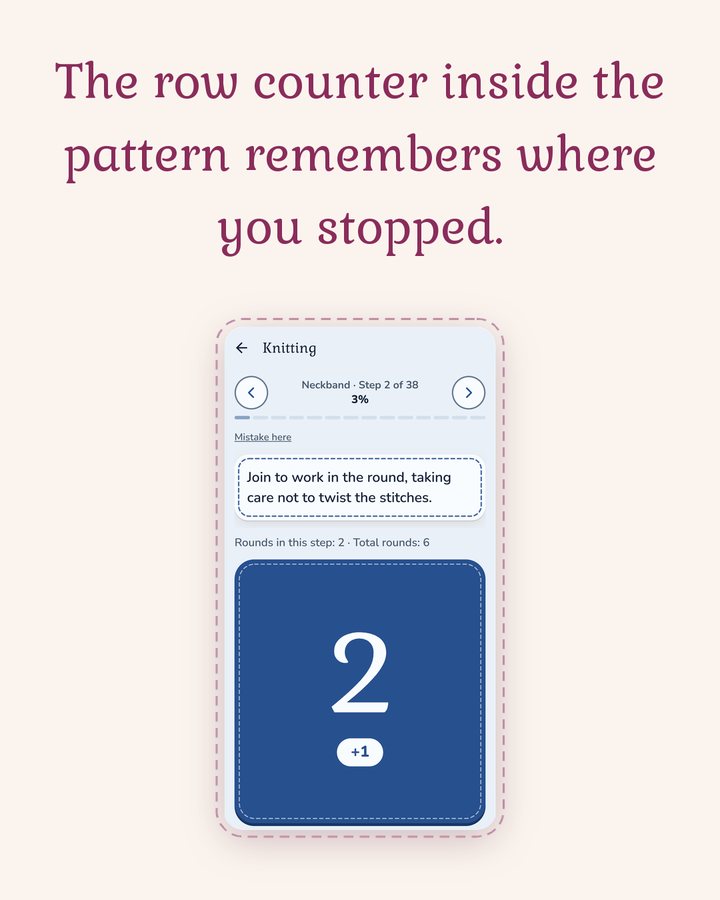 The row counter inside the
pattern remembers where
you stopped.
Knitting
Neckband · Step 2 of 38
3%
Mistake here
Join to work in the round, taking
care not to twist the stitches.
Rounds in this step: 2 · Total rounds: 6
2
+1